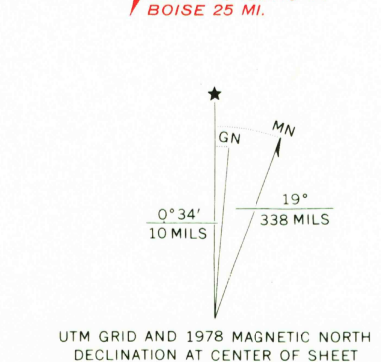 BOISE 25 MI.
★
GN
MN
0°34′
10 MILS
19°
338 MILS
UTM GRID AND 1978 MAGNETIC NORTH
DECLINATION AT CENTER OF SHEET